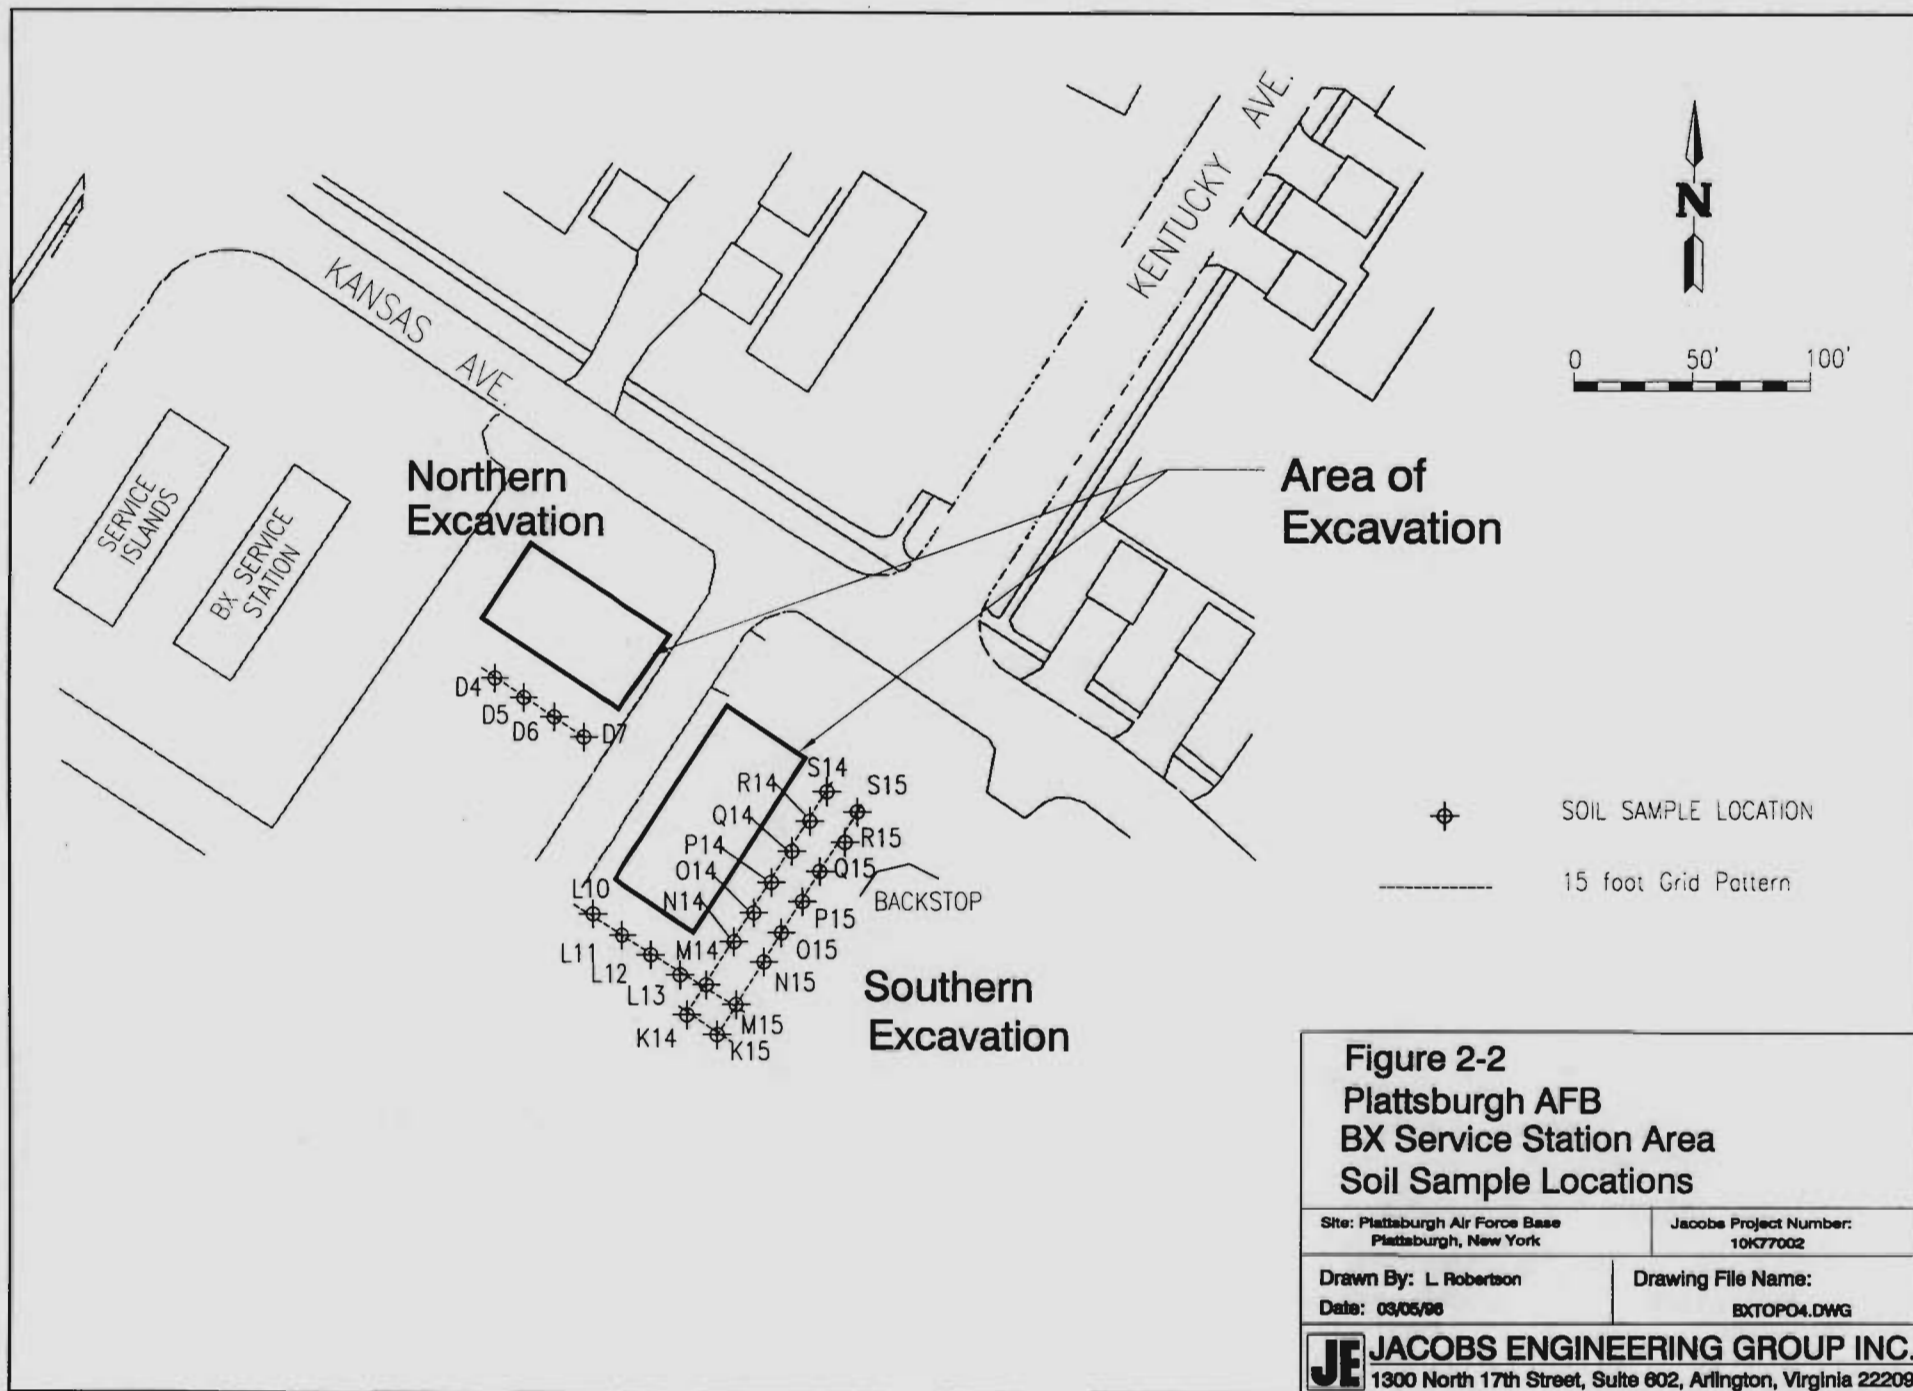 KENTUCKY AVE.
N
KANSAS AVE.
0 50' 100'
Northern
Excavation
Area of
Excavation
SERVICE
ISLANDS
BX SERVICE
STATION
D4
D5
D6
D7
S14
S15
R14
Q14
R15
P14
Q15
O14
BACKSTOP
L10
N14
P15
M14
O15
L11
L12
N15
L13
Southern
Excavation
M15
K14
K15
SOIL SAMPLE LOCATION
15 foot Grid Pattern
Figure 2-2
Plattsburgh AFB
BX Service Station Area
Soil Sample Locations
Site: Plattsburgh Air Force Base
Plattsburgh, New York
Jacobs Project Number:
10K77002
Drawn By: L. Robertson
Date: 03/05/96
Drawing File Name:
BXTOPO4.DWG
JE JACOBS ENGINEERING GROUP INC.
1300 North 17th Street, Suite 602, Arlington, Virginia 22209